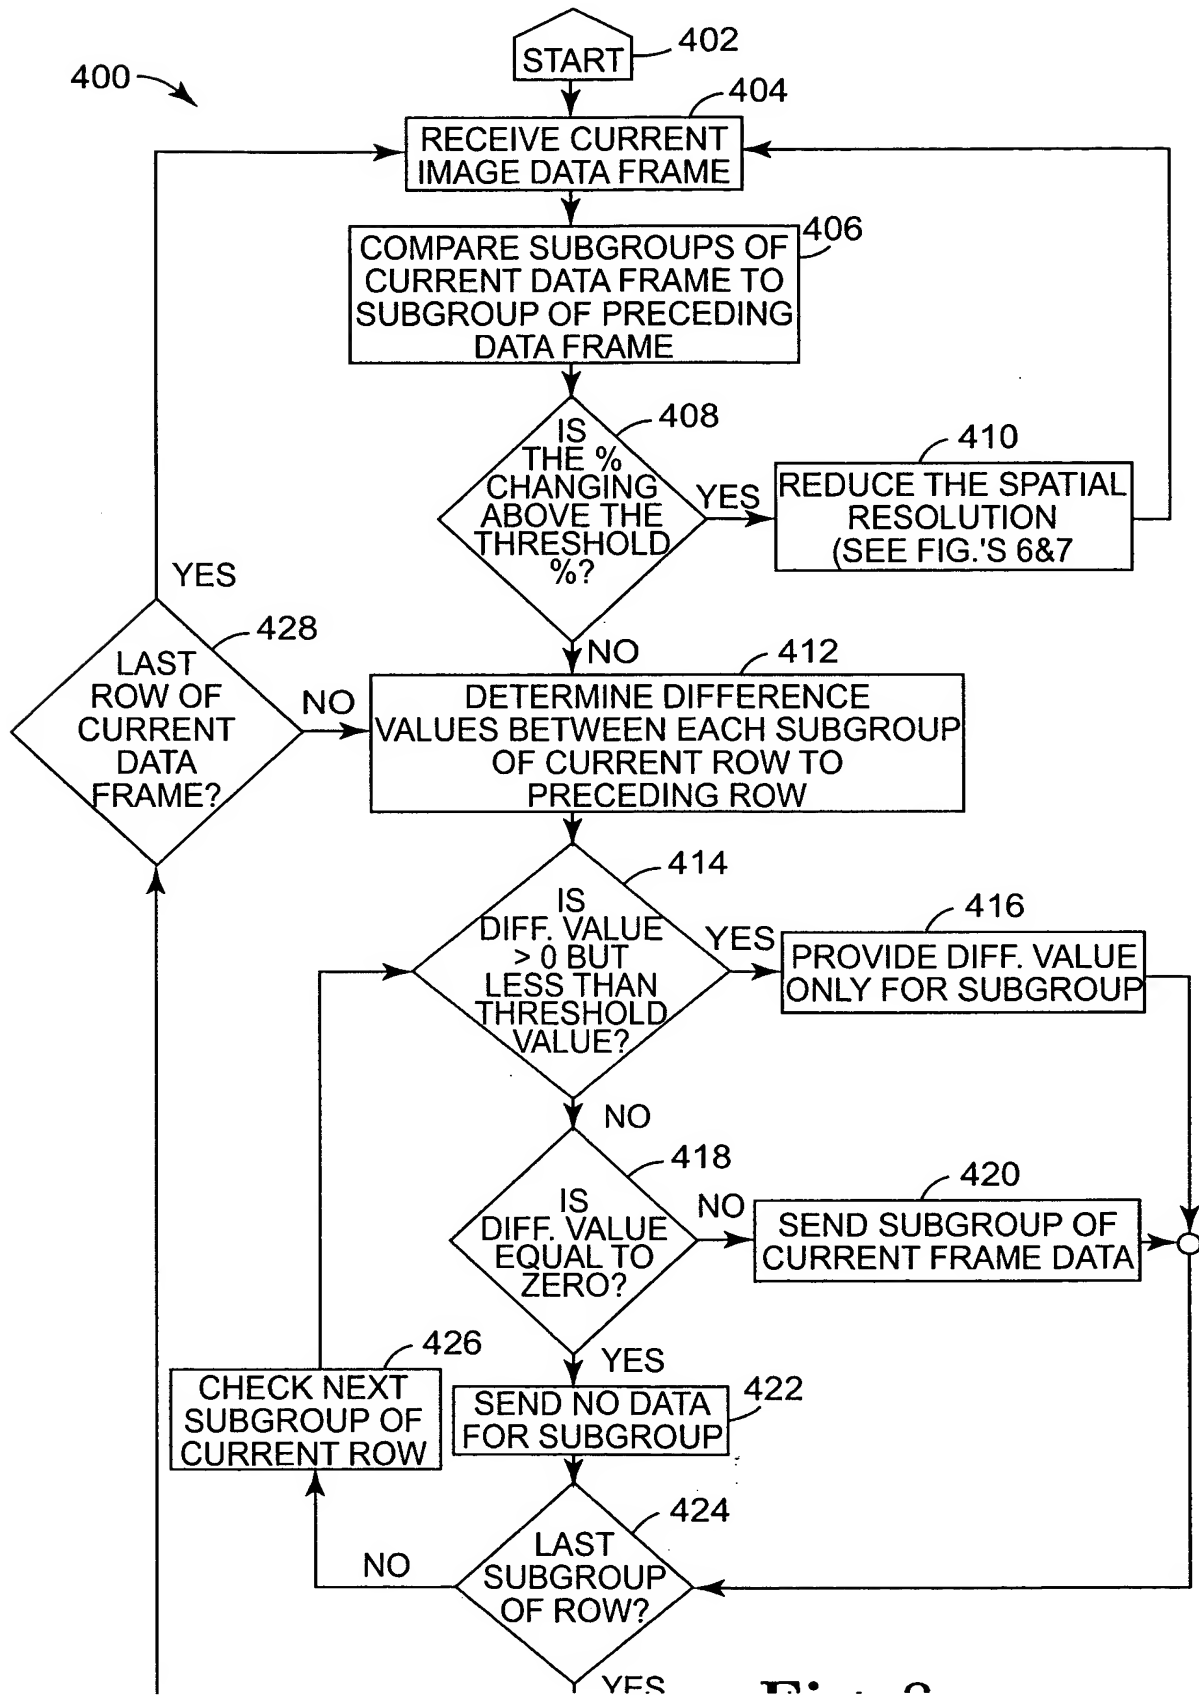 START
402
400
404
RECEIVE CURRENT
IMAGE DATA FRAME
406
COMPARE SUBGROUPS OF
CURRENT DATA FRAME TO
SUBGROUP OF PRECEDING
DATA FRAME
408
IS
THE %
CHANGING
ABOVE THE
THRESHOLD
%?
YES
410
REDUCE THE SPATIAL
RESOLUTION
(SEE FIG.'S 6&7
NO
YES
428
LAST
ROW OF
CURRENT
DATA
FRAME?
NO
412
DETERMINE DIFFERENCE
VALUES BETWEEN EACH SUBGROUP
OF CURRENT ROW TO
PRECEDING ROW
414
IS
DIFF. VALUE
> 0 BUT
LESS THAN
THRESHOLD
VALUE?
YES
416
PROVIDE DIFF. VALUE
ONLY FOR SUBGROUP
NO
418
IS
DIFF. VALUE
EQUAL TO
ZERO?
NO
420
SEND SUBGROUP OF
CURRENT FRAME DATA
YES
426
CHECK NEXT
SUBGROUP OF
CURRENT ROW
422
SEND NO DATA
FOR SUBGROUP
424
LAST
SUBGROUP
OF ROW?
NO
YES